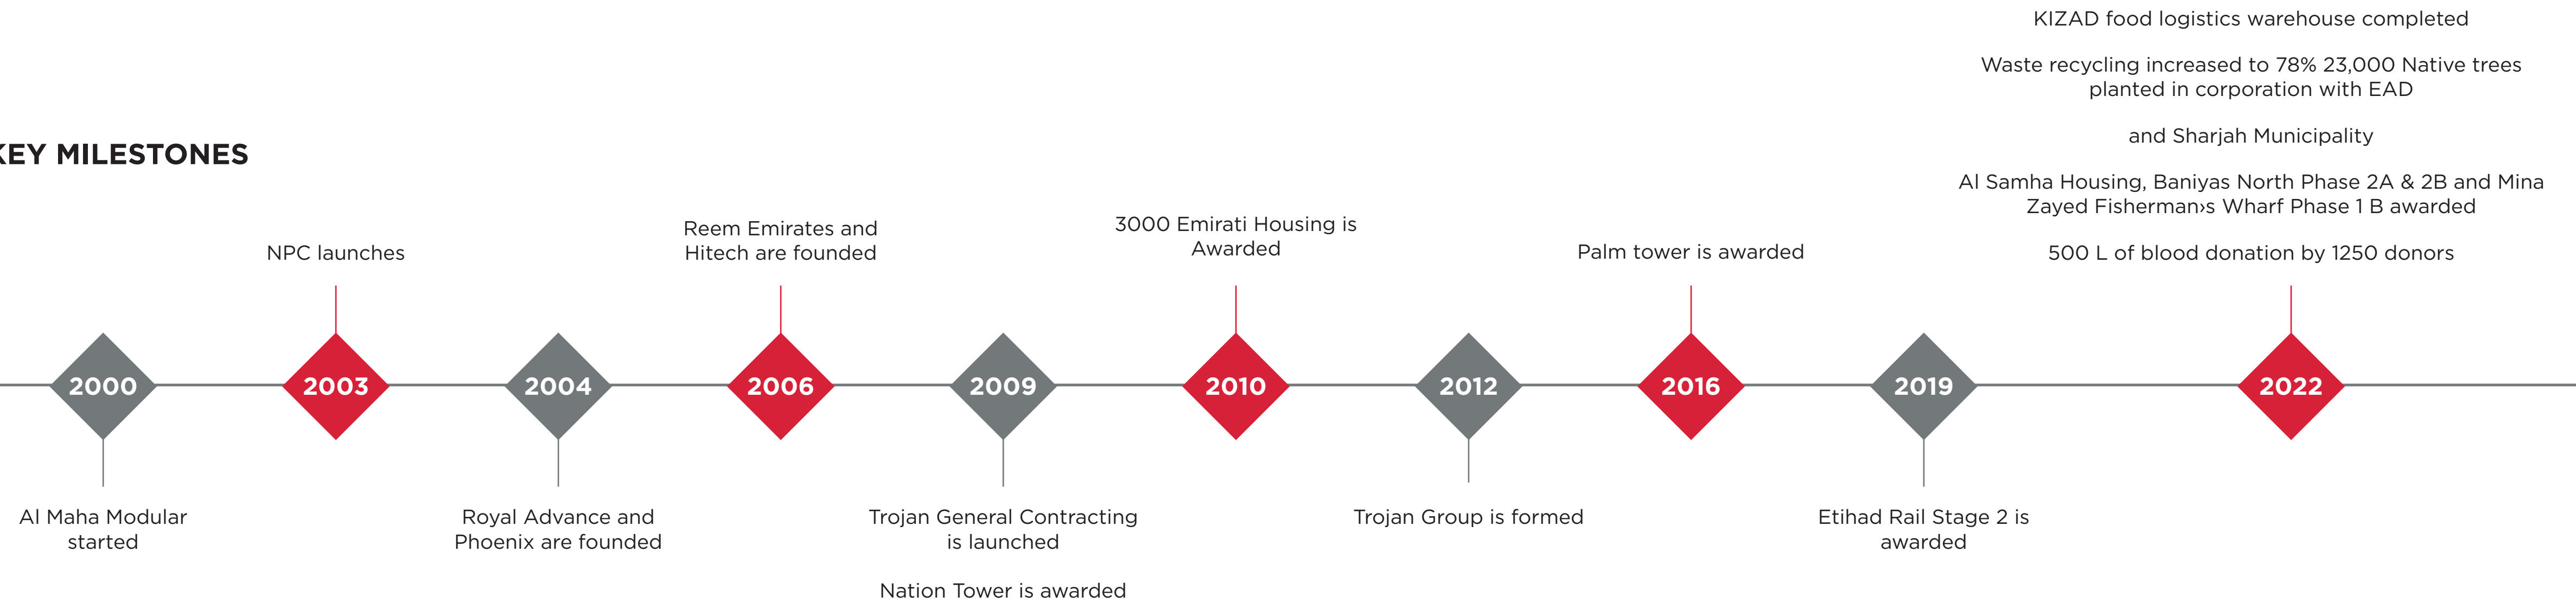 KIZAD food logistics warehouse completed
Waste recycling increased to 78% 23,000 Native trees
planted in corporation with EAD
and Sharjah Municipality
Al Samha Housing, Baniyas North Phase 2A & 2B and Mina
Zayed Fisherman›s Wharf Phase 1 B awarded
500 L of blood donation by 1250 donors
KEY MILESTONES
NPC launches
Reem Emirates and
Hitech are founded
3000 Emirati Housing is
Awarded
Palm tower is awarded
2000
2003
2004
2006
2009
2010
2012
2016
2019
2022
Al Maha Modular
started
Royal Advance and
Phoenix are founded
Trojan General Contracting
is launched
Nation Tower is awarded
Trojan Group is formed
Etihad Rail Stage 2 is
awarded